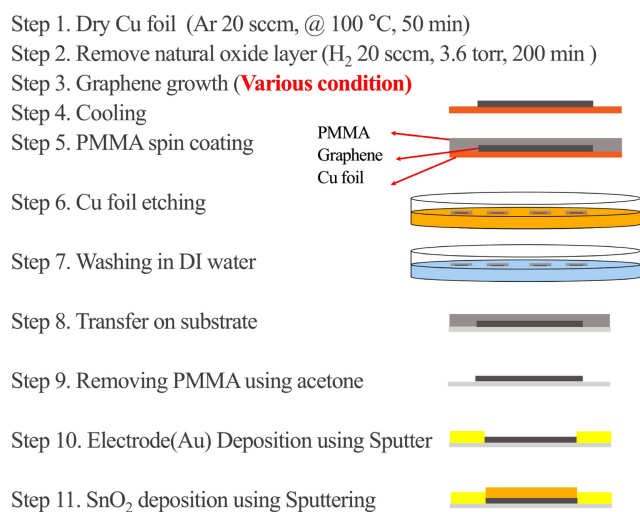 Step 1. Dry Cu foil (Ar 20 sccm, @ 100 °C, 50 min)
Step 2. Remove natural oxide layer (H₂ 20 sccm, 3.6 torr, 200 min )
Step 3. Graphene growth (Various condition)
Step 4. Cooling
Step 5. PMMA spin coating
PMMA
Graphene
Cu foil
Step 6. Cu foil etching
Step 7. Washing in DI water
Step 8. Transfer on substrate
Step 9. Removing PMMA using acetone
Step 10. Electrode(Au) Deposition using Sputter
Step 11. SnO₂ deposition using Sputtering